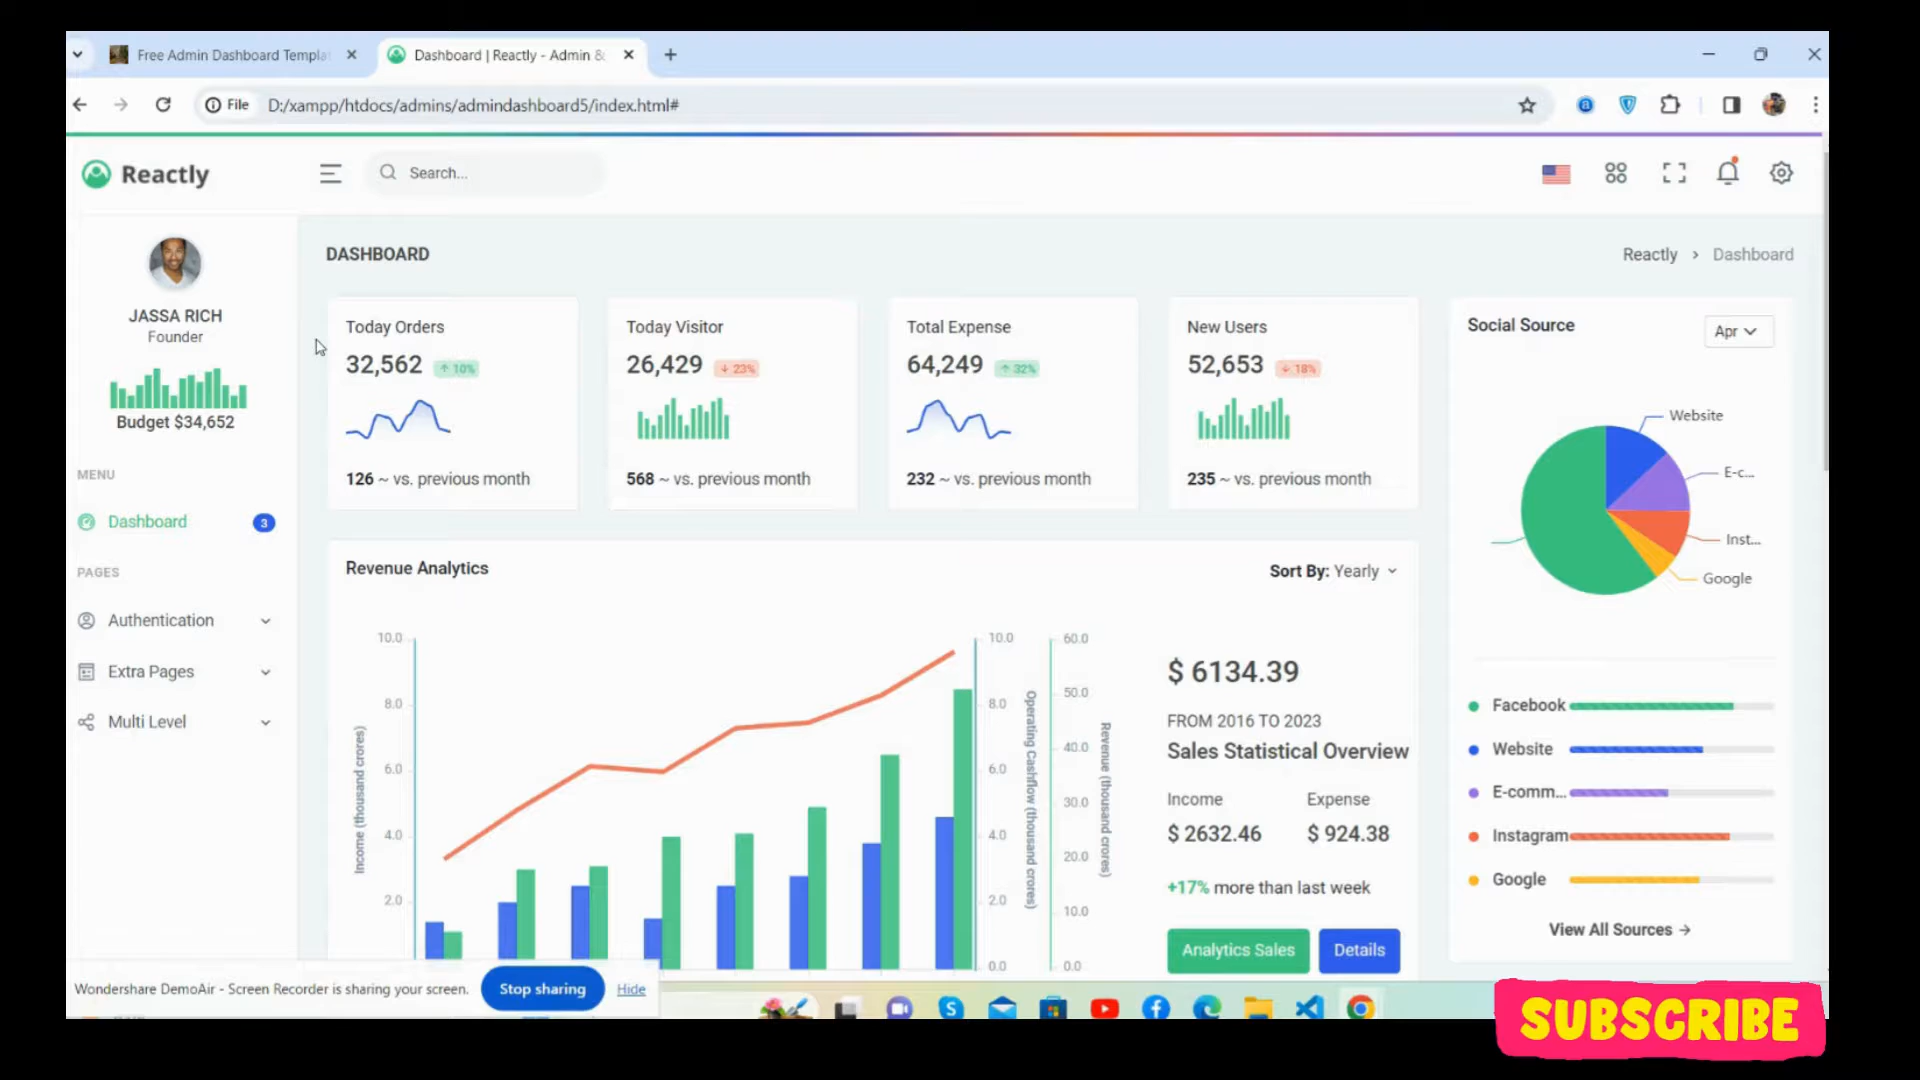 Free Admin Dashboard Templa
Dashboard | Reactly - Admin &
File
D:/xampp/htdocs/admins/admindashboard5/index.html#
Reactly
Search...
JASSA RICH
Founder
Budget $34,652
MENU
Dashboard
3
PAGES
Authentication
Extra Pages
Multi Level
DASHBOARD
Reactly > Dashboard
Today Orders
32,562
↑ 10%
126 ~ vs. previous month
Today Visitor
26,429
↓ 23%
568 ~ vs. previous month
Total Expense
64,249
↑ 32%
232 ~ vs. previous month
New Users
52,653
↓ 18%
235 ~ vs. previous month
Revenue Analytics
Sort By: Yearly
10.0
8.0
6.0
4.0
2.0
Income (thousand crores)
10.0
8.0
6.0
4.0
2.0
0.0
Operating Cashflow (thousand crores)
60.0
50.0
40.0
30.0
20.0
10.0
0.0
Revenue (thousand crores)
$ 6134.39
FROM 2016 TO 2023
Sales Statistical Overview
Income
Expense
$ 2632.46
$ 924.38
+17% more than last week
Analytics Sales
Details
Social Source
Apr
Website
E-c...
Inst...
Google
Facebook
Website
E-comm...
Instagram
Google
View All Sources →
Wondershare DemoAir - Screen Recorder is sharing your screen.
Stop sharing
Hide
SUBSCRIBE